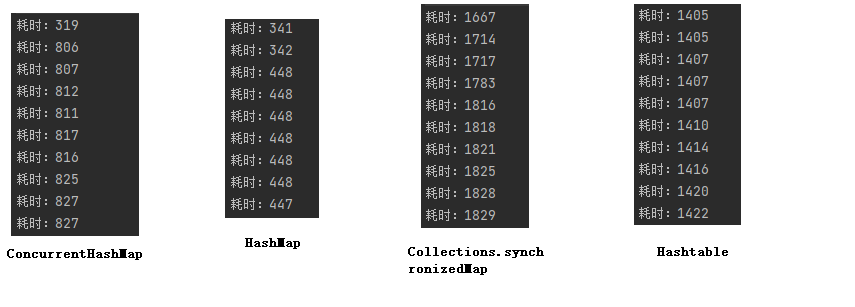 耗时：319
耗时：806
耗时：807
耗时：812
耗时：811
耗时：817
耗时：816
耗时：825
耗时：827
耗时：827
ConcurrentHashMap
耗时：341
耗时：342
耗时：448
耗时：448
耗时：448
耗时：448
耗时：448
耗时：448
耗时：447
HashMap
耗时：1667
耗时：1714
耗时：1717
耗时：1783
耗时：1816
耗时：1818
耗时：1821
耗时：1825
耗时：1828
耗时：1829
Collections.synch
ronizedMap
耗时：1405
耗时：1405
耗时：1407
耗时：1407
耗时：1407
耗时：1410
耗时：1414
耗时：1416
耗时：1420
耗时：1422
Hashtable